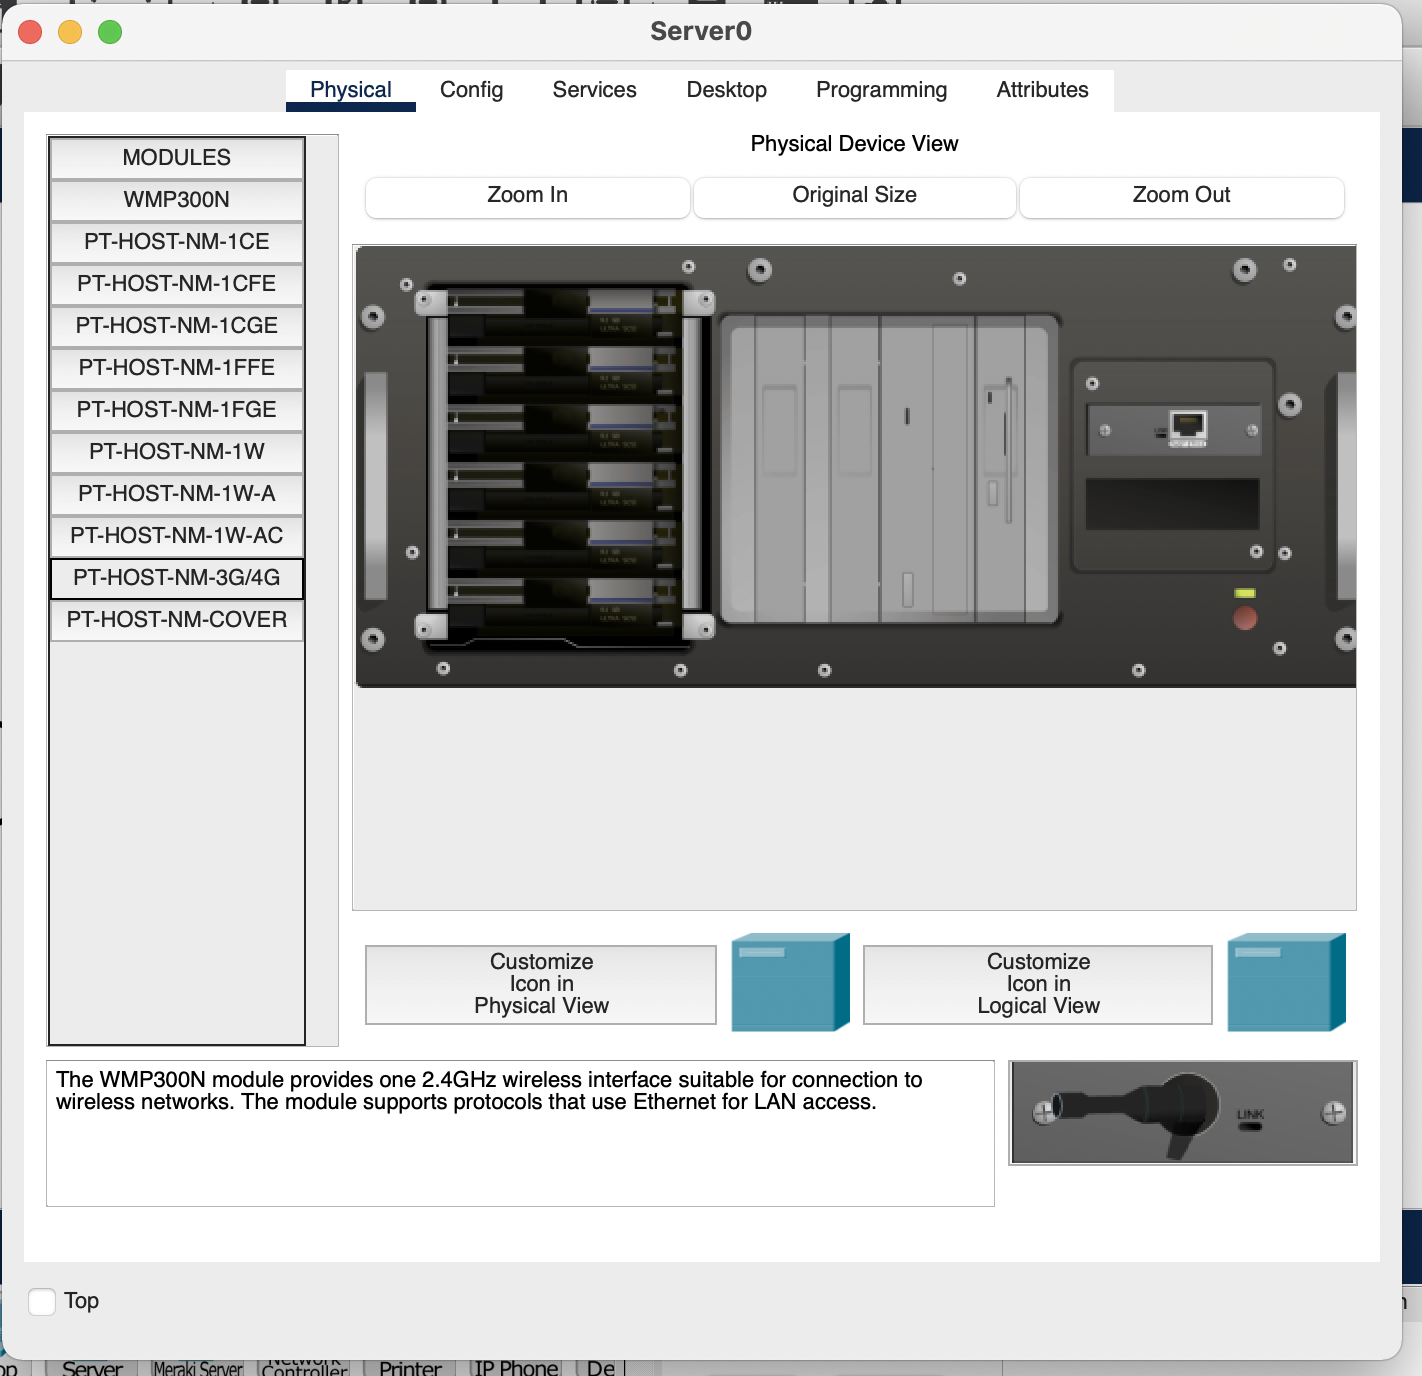 Server0
Physical
Config
Services
Desktop
Programming
Attributes
MODULES
WMP300N
PT-HOST-NM-1CE
PT-HOST-NM-1CFE
PT-HOST-NM-1CGE
PT-HOST-NM-1FFE
PT-HOST-NM-1FGE
PT-HOST-NM-1W
PT-HOST-NM-1W-A
PT-HOST-NM-1W-AC
PT-HOST-NM-3G/4G
PT-HOST-NM-COVER
Physical Device View
Zoom In
Original Size
Zoom Out
Customize
Icon in
Physical View
Customize
Icon in
Logical View
The WMP300N module provides one 2.4GHz wireless interface suitable for connection to
wireless networks. The module supports protocols that use Ethernet for LAN access.
LINK
Top
Server
Meraki Server
Network
Controller
Printer
IP Phone